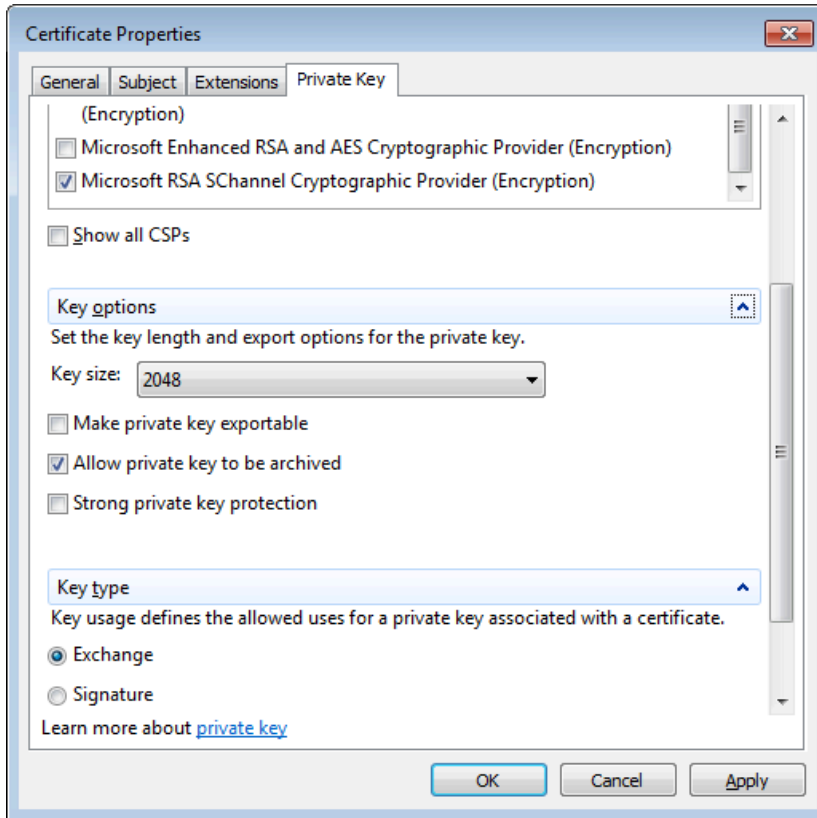 Certificate Properties
General Subject Extensions Private Key
(Encryption)
Microsoft Enhanced RSA and AES Cryptographic Provider (Encryption)
Microsoft RSA SChannel Cryptographic Provider (Encryption)
Show all CSPs
Key options
Set the key length and export options for the private key.
Key size: 2048
Make private key exportable
Allow private key to be archived
Strong private key protection
Key type
Key usage defines the allowed uses for a private key associated with a certificate.
Exchange
Signature
Learn more about private key
OK Cancel Apply